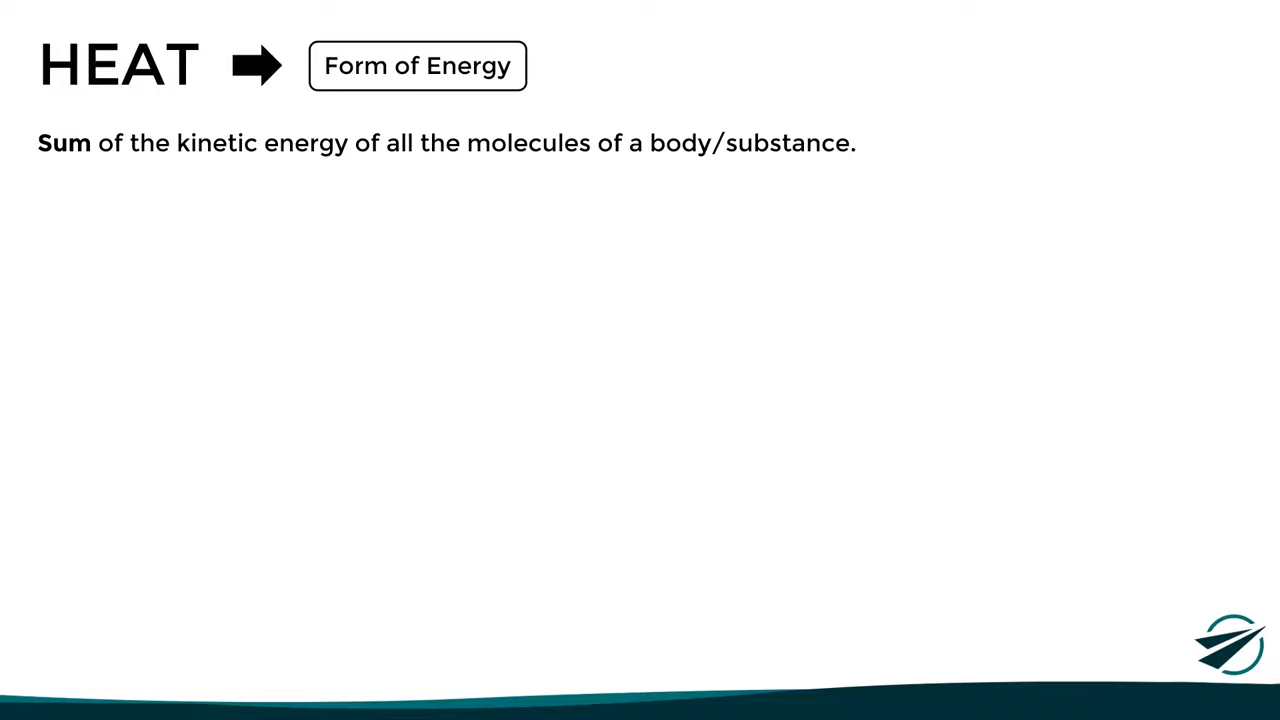 HEAT Form of Energy
Sum of the kinetic energy of all the molecules of a body/substance.